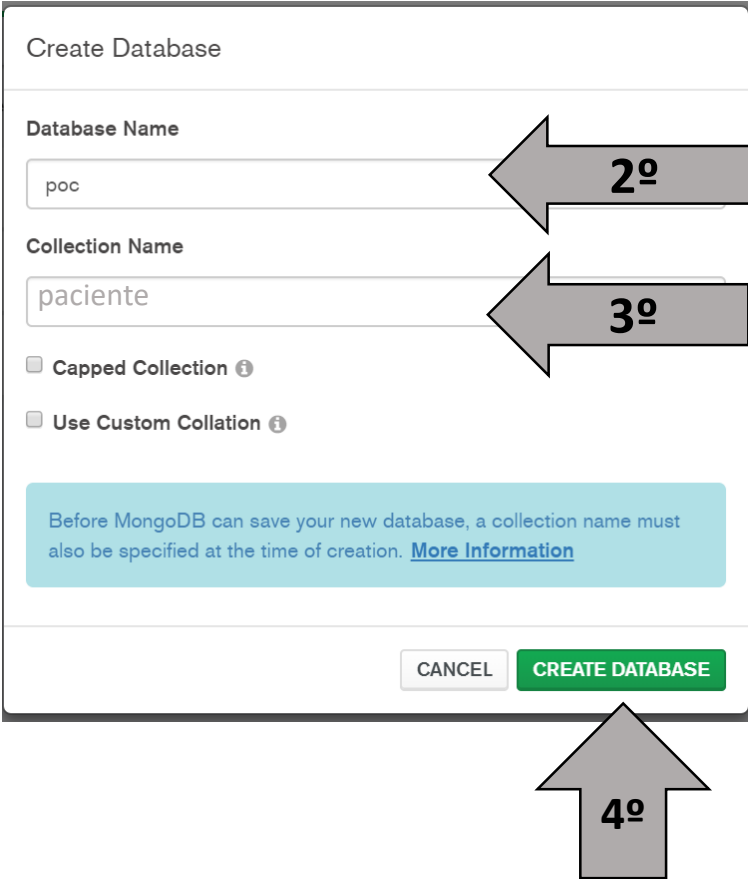 Create Database
Database Name
poc
2º
Collection Name
paciente
3º
Capped Collection
Use Custom Collation
Before MongoDB can save your new database, a collection name must
also be specified at the time of creation. More Information
CANCEL CREATE DATABASE
4º